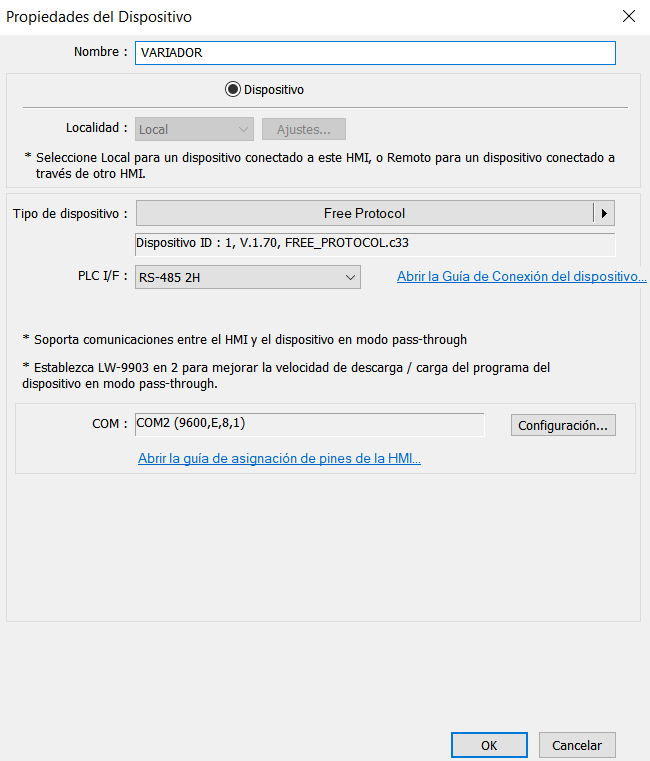 Propiedades del Dispositivo
Nombre : VARIADOR
Dispositivo
Localidad : Local Ajustes...
* Seleccione Local para un dispositivo conectado a este HMI, o Remoto para un dispositivo conectado a
través de otro HMI.
Tipo de dispositivo : Free Protocol
Dispositivo ID : 1, V.1.70, FREE_PROTOCOL.c33
PLC I/F : RS-485 2H Abrir la Guía de Conexión del dispositivo...
* Soporta comunicaciones entre el HMI y el dispositivo en modo pass-through
* Establezca LW-9903 en 2 para mejorar la velocidad de descarga / carga del programa del
dispositivo en modo pass-through.
COM : COM2 (9600,E,8,1) Configuración...
Abrir la guía de asignación de pines de la HMI...
OK Cancelar